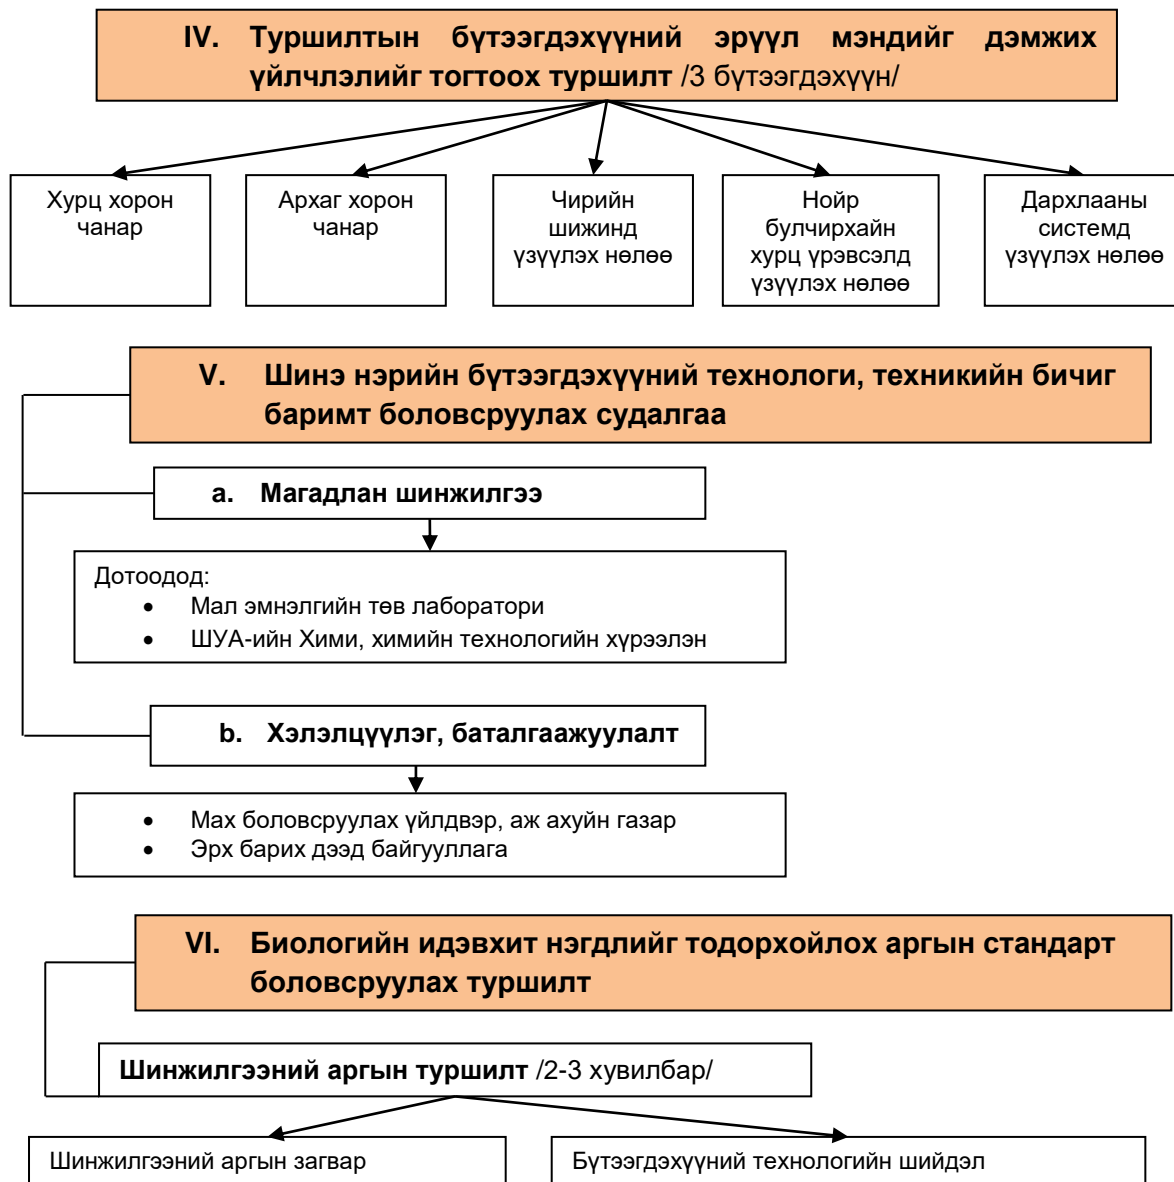 IV. Туршилтын бүтээгдэхүүний эрүүл мэндийг дэмжих
үйлчлэлийг тогтоох туршилт /3 бүтээгдэхүүн/
Хурц хорон
чанар
Архаг хорон
чанар
Чирийн
шижинд
үзүүлэх нөлөө
Нойр
булчирхайн
хурц үрэвсэлд
үзүүлэх нөлөө
Дархлааны
системд
үзүүлэх нөлөө
V. Шинэ нэрийн бүтээгдэхүүний технологи, техникийн бичиг
баримт боловсруулах судалгаа
a. Магадлан шинжилгээ
Дотоодод:
• Мал эмнэлгийн төв лаборатори
• ШУА-ийн Хими, химийн технологийн хүрээлэн
b. Хэлэлцүүлэг, баталгаажуулалт
• Мах боловсруулах үйлдвэр, аж ахуйн газар
• Эрх барих дээд байгууллага
VI. Биологийн идэвхит нэгдлийг тодорхойлох аргын стандарт
боловсруулах туршилт
Шинжилгээний аргын туршилт /2-3 хувилбар/
Шинжилгээний аргын загвар
Бүтээгдэхүүний технологийн шийдэл